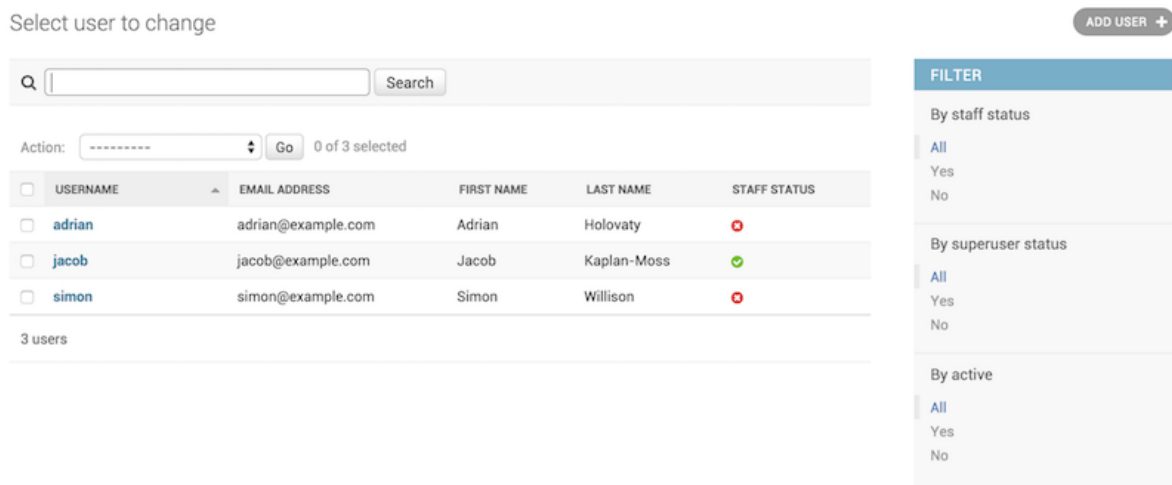 Select user to change
ADD USER +
Search
Action: --------- Go 0 of 3 selected
USERNAME EMAIL ADDRESS FIRST NAME LAST NAME STAFF STATUS
adrian adrian@example.com Adrian Holovaty
jacob jacob@example.com Jacob Kaplan-Moss
simon simon@example.com Simon Willison
3 users
FILTER
By staff status
All
Yes
No
By superuser status
All
Yes
No
By active
All
Yes
No